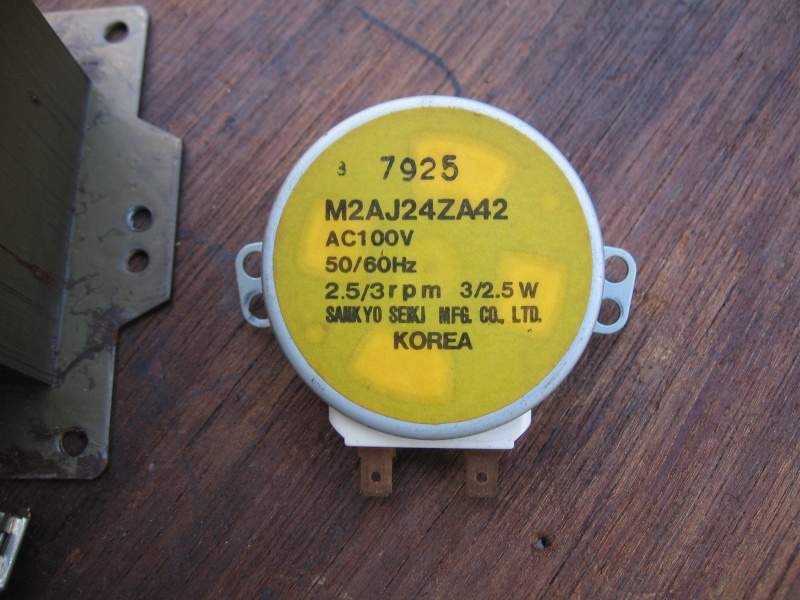 3 7925
M2AJ24ZA42
AC100V
50/60Hz
2.5/3rpm 3/2.5W
SANKYO SEIKI MFG. CO., LTD.
KOREA